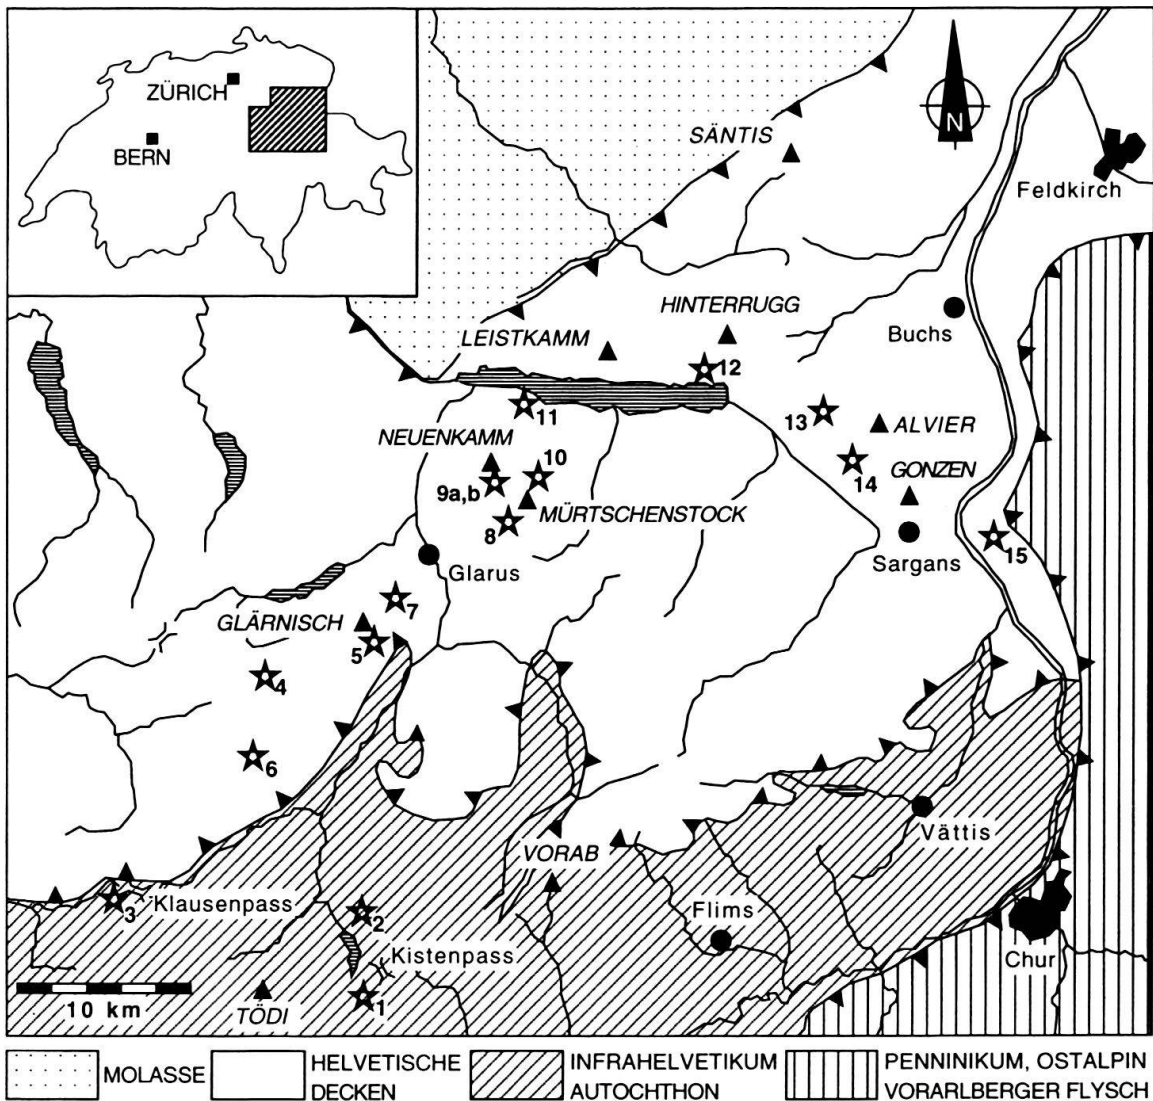 ZÜRICH
BERN
N
SÄNTIS
Feldkirch
HINTERRUGG
LEISTKAMM
Buchs
12
11
13
ALVIER
NEUENKAMM
10
14
GONZEN
9a,b
MÜRTSCHENSTOCK
8
15
Glarus
Sargans
7
GLÄRNISCH
5
4
6
Vättis
VORAB
3
Klausenpass
2
Flims
Kistenpass
Chur
10 km
TÖDI
1
MOLASSE
HELVETISCHE
DECKEN
INFRAHELVETIKUM
AUTOCHTHON
PENNINIKUM, OSTALPIN
VORARLBERGER FLYSCH